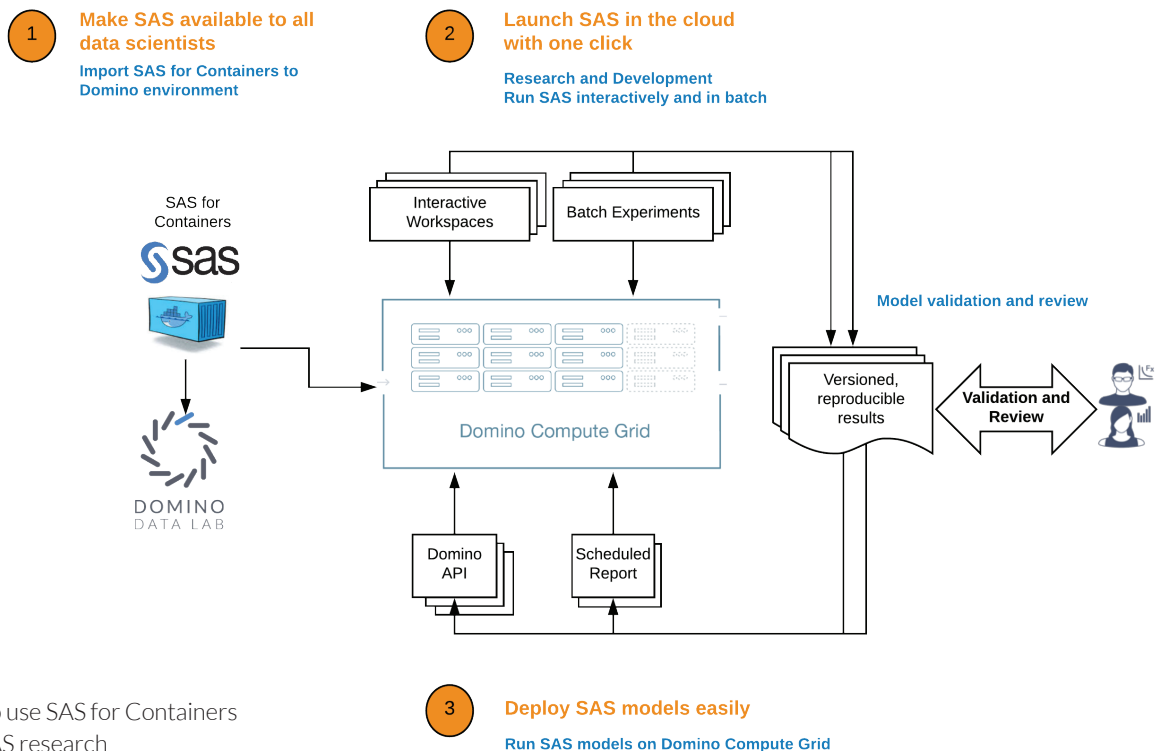 1
Make SAS available to all
data scientists
Import SAS for Containers to
Domino environment
2
Launch SAS in the cloud
with one click
Research and Development
Run SAS interactively and in batch
SAS for
Containers
sas
DOMINO
DATA LAB
Interactive
Workspaces
Batch Experiments
Domino Compute Grid
Model validation and review
Versioned,
reproducible
results
Validation and
Review
Fx
Domino
API
Scheduled
Report
3
Deploy SAS models easily
Run SAS models on Domino Compute Grid
use SAS for Containers
research